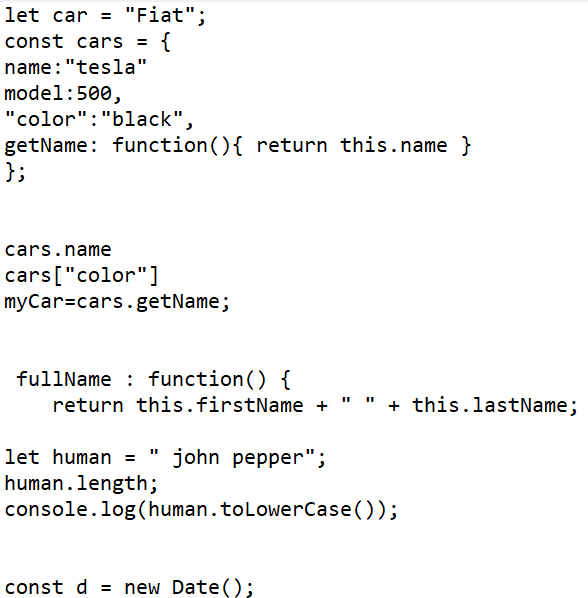 let car = "Fiat";
const cars = {
name:"tesla"
model:500,
"color":"black",
getName: function(){ return this.name }
};
cars.name
cars["color"]
myCar=cars.getName;
fullName : function() {
return this.firstName + " " + this.lastName;
let human = " john pepper";
human.length;
console.log(human.toLowerCase());
const d = new Date();